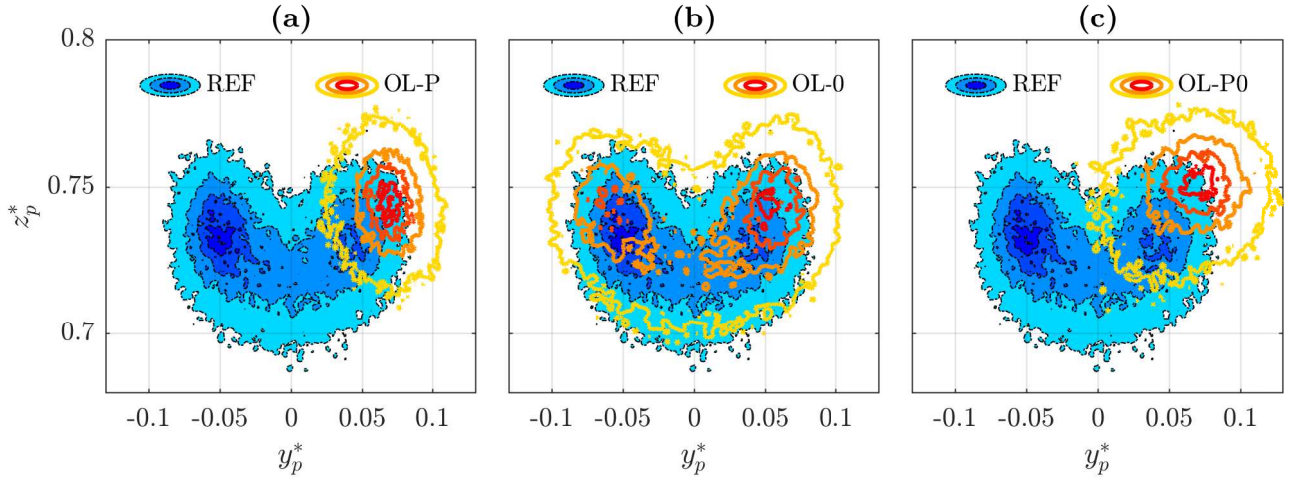 (a) (b) (c)
0.8
REF OL-P REF OL-0 REF OL-P0
0.75
z*p
0.7
-0.1 -0.05 0 0.05 0.1 -0.1 -0.05 0 0.05 0.1 -0.1 -0.05 0 0.05 0.1
y*p y*p y*p